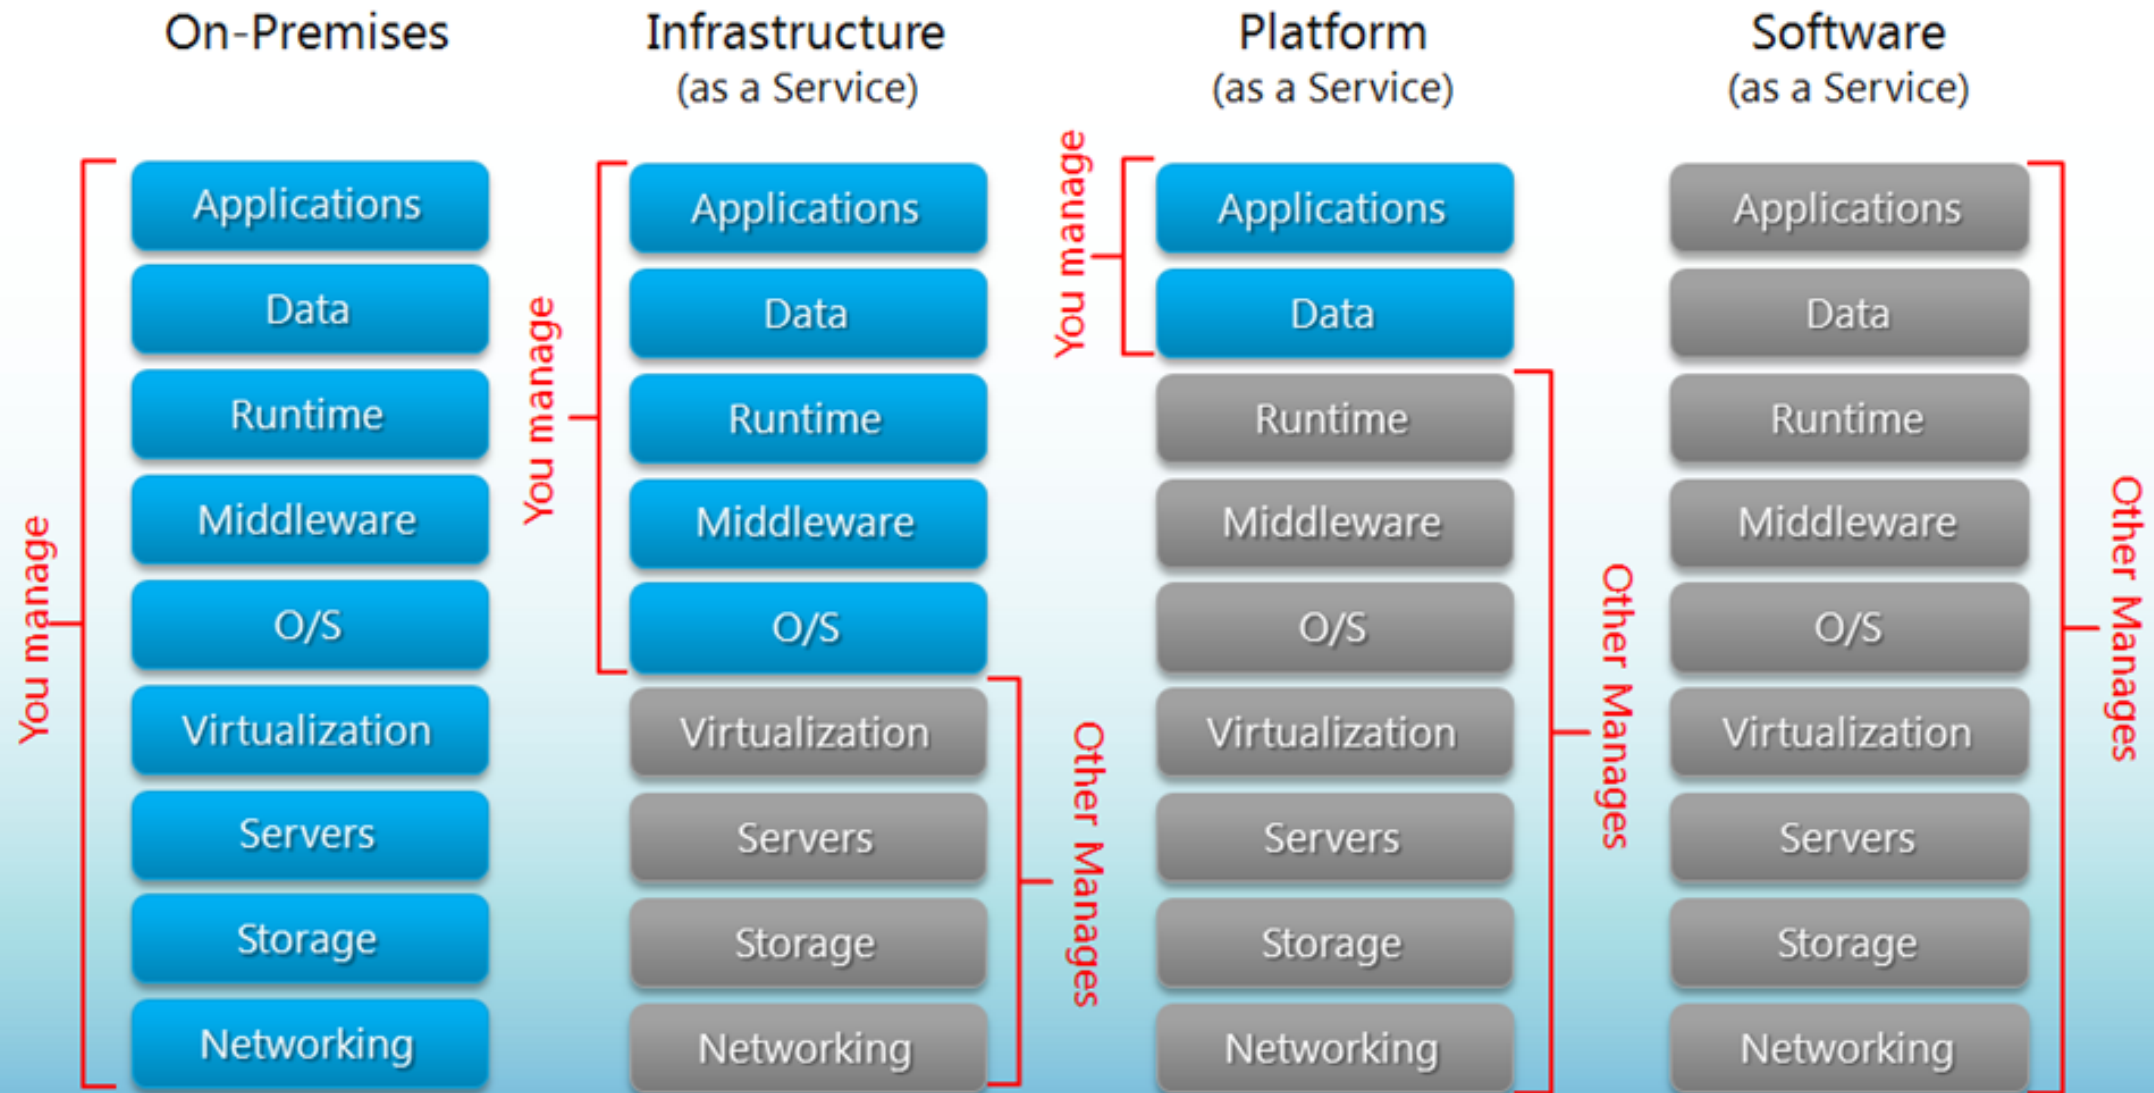 On-Premises
You manage
Applications
Data
Runtime
Middleware
O/S
Virtualization
Servers
Storage
Networking
Infrastructure
(as a Service)
You manage
Applications
Data
Runtime
Middleware
O/S
Virtualization
Servers
Storage
Networking
Other Manages
Platform
(as a Service)
You manage
Applications
Data
Runtime
Middleware
O/S
Virtualization
Servers
Storage
Networking
Other Manages
Software
(as a Service)
Applications
Data
Runtime
Middleware
O/S
Virtualization
Servers
Storage
Networking
Other Manages